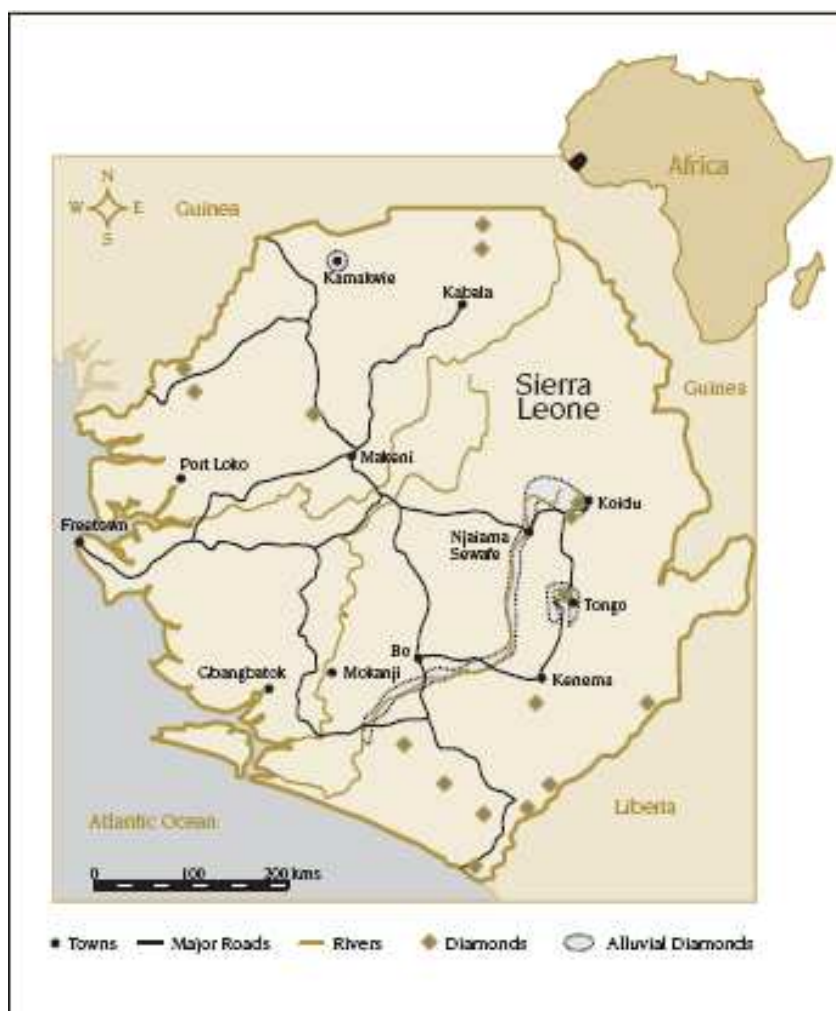 Africa
N
W E
S
Guinea
Kamakwie
Kabala
Sierra
Leone
Guinea
Port Loko
Makeni
Koidu
Freetown
Njaiama
Sewafe
Tongo
Bo
Gbangbatok
Mokanji
Kenema
Liberia
Atlantic Ocean
0 100 200 kms
Towns Major Roads Rivers Diamonds Alluvial Diamonds